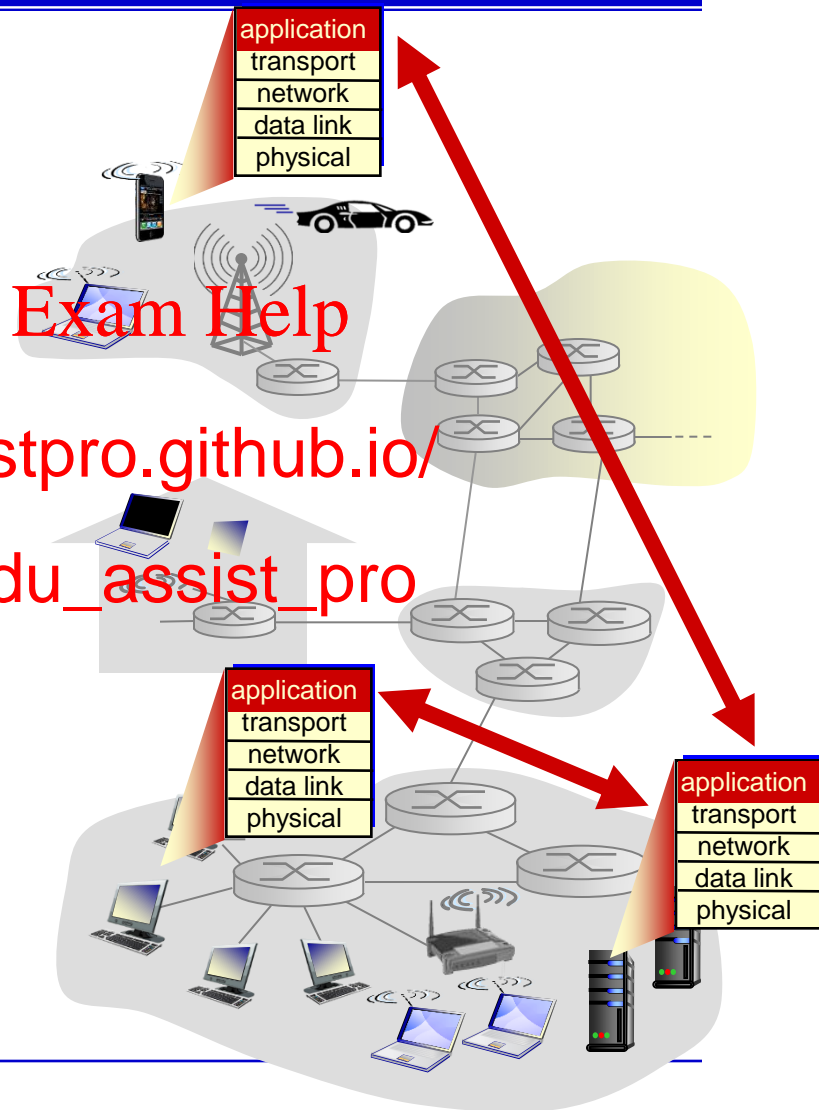 application
transport
network
data link
physical
Exam Help
stpro.github.io/
du_assist_pro
application
transport
network
data link
physical
application
transport
network
data link
physical